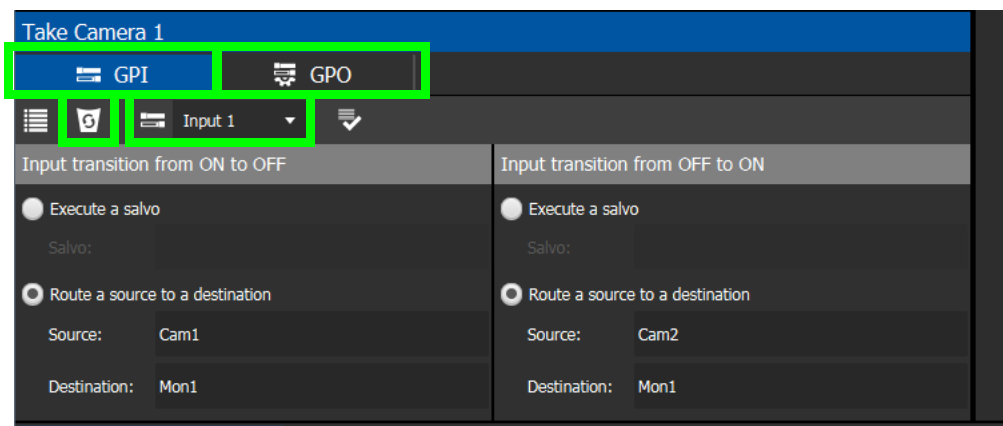 Take Camera 1
GPI GPO
Input 1
Input transition from ON to OFF
Execute a salvo
Salvo:
Route a source to a destination
Source: Cam1
Destination: Mon1
Input transition from OFF to ON
Execute a salvo
Salvo:
Route a source to a destination
Source: Cam2
Destination: Mon1